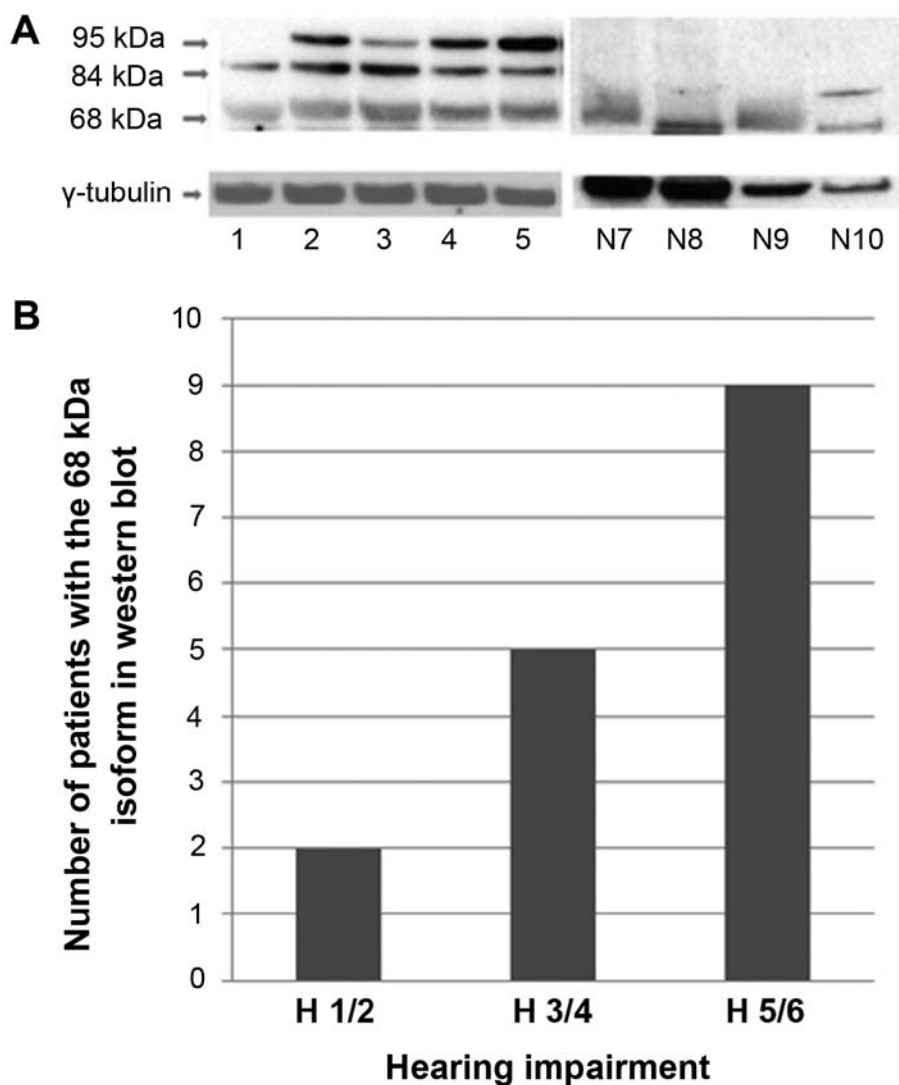 A
95 kDa
84 kDa
68 kDa
γ-tubulin
1 2 3 4 5 N7 N8 N9 N10
B
Number of patients with the 68 kDa
isoform in western blot
10
9
8
7
6
5
4
3
2
1
0
H 1/2 H 3/4 H 5/6
Hearing impairment